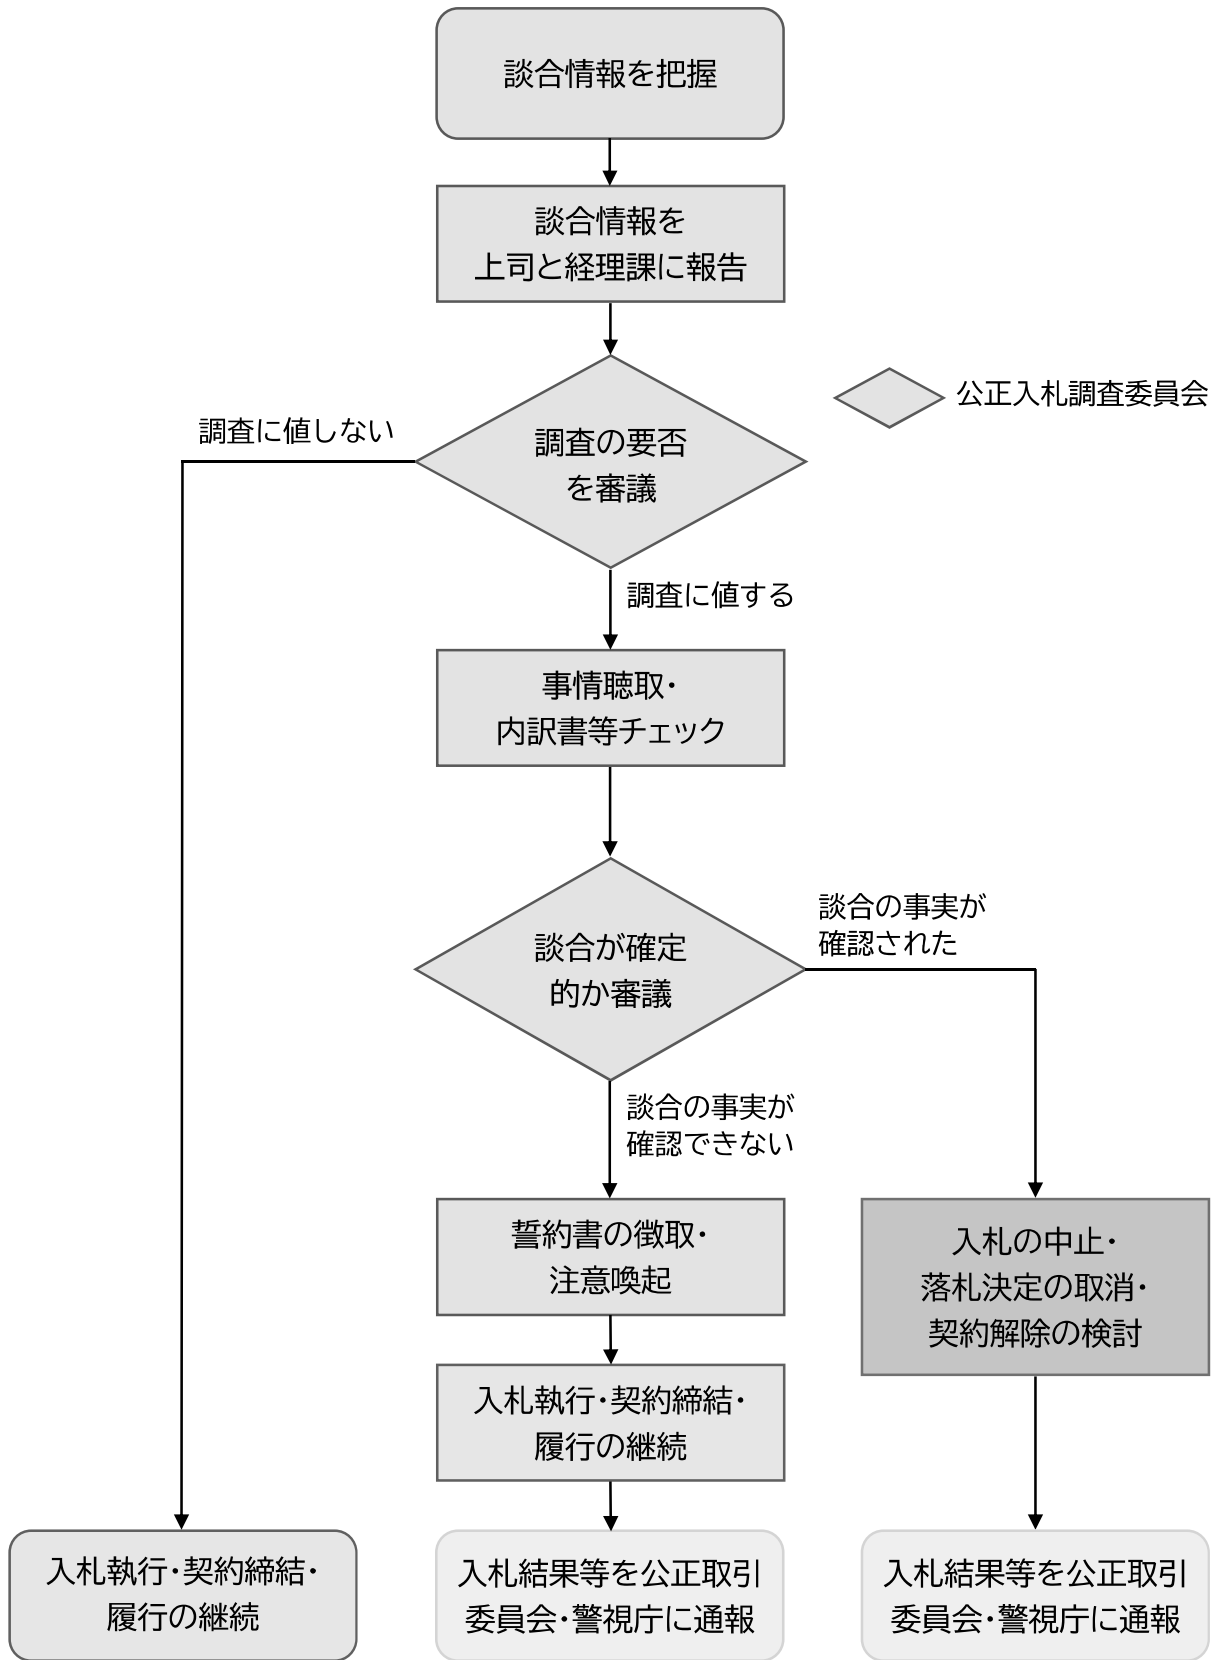 談合情報を把握
談合情報を
上司と経理課に報告
公正入札調査委員会
調査に値しない
調査の要否
を審議
調査に値する
事情聴取・
内訳書等チェック
談合の事実が
確認された
談合が確定
的か審議
談合の事実が
確認できない
誓約書の徴取・
注意喚起
入札の中止・
落札決定の取消・
契約解除の検討
入札執行・契約締結・
履行の継続
入札執行・契約締結・
履行の継続
入札結果等を公正取引
委員会・警視庁に通報
入札結果等を公正取引
委員会・警視庁に通報